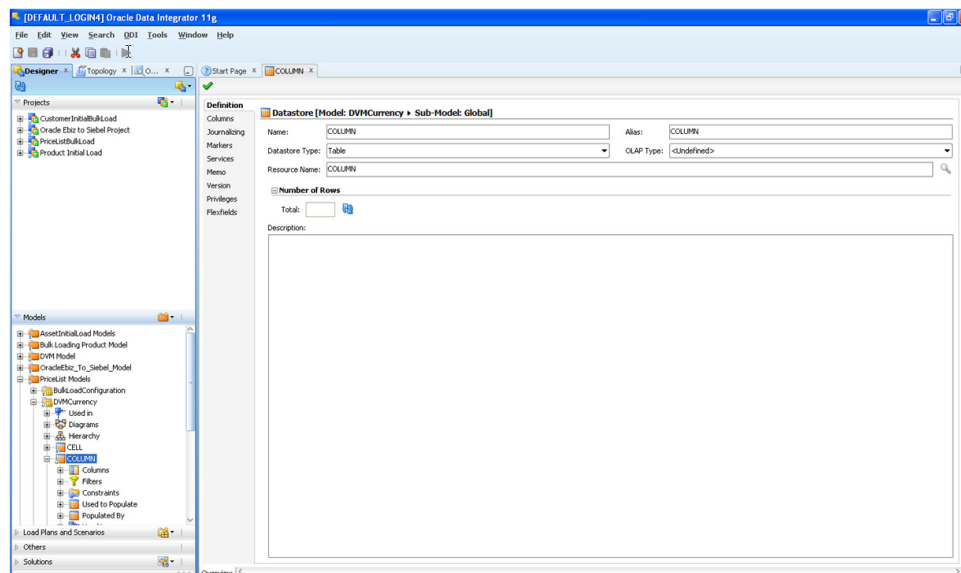 [DEFAULT_LOGIN4] Oracle Data Integrator 11g
File Edit View Search ODI Tools Window Help
Designer Topology O...
Start Page COLUMN
Projects
CustomerInitialBulkLoad
Oracle Ebiz to Siebel Project
PriceListBulkLoad
Product Initial Load
Models
AssetInitialLoad Models
Bulk Loading Product Model
DVM Model
OracleEbiz_To_Siebel_Model
PriceList Models
BulkLoadConfiguration
DVMCurrency
Used in
Diagrams
Hierarchy
CELL
COLUMN
Columns
Filters
Constraints
Used to Populate
Populated By
Load Plans and Scenarios
Others
Solutions
Definition
Columns
Journalizing
Markers
Services
Memo
Version
Privileges
Flexfields
Datastore [Model: DVMCurrency ▸ Sub-Model: Global]
Name: COLUMN Alias: COLUMN
Datastore Type: Table OLAP Type: <Undefined>
Resource Name: COLUMN
Number of Rows
Total:
Description:
Overview